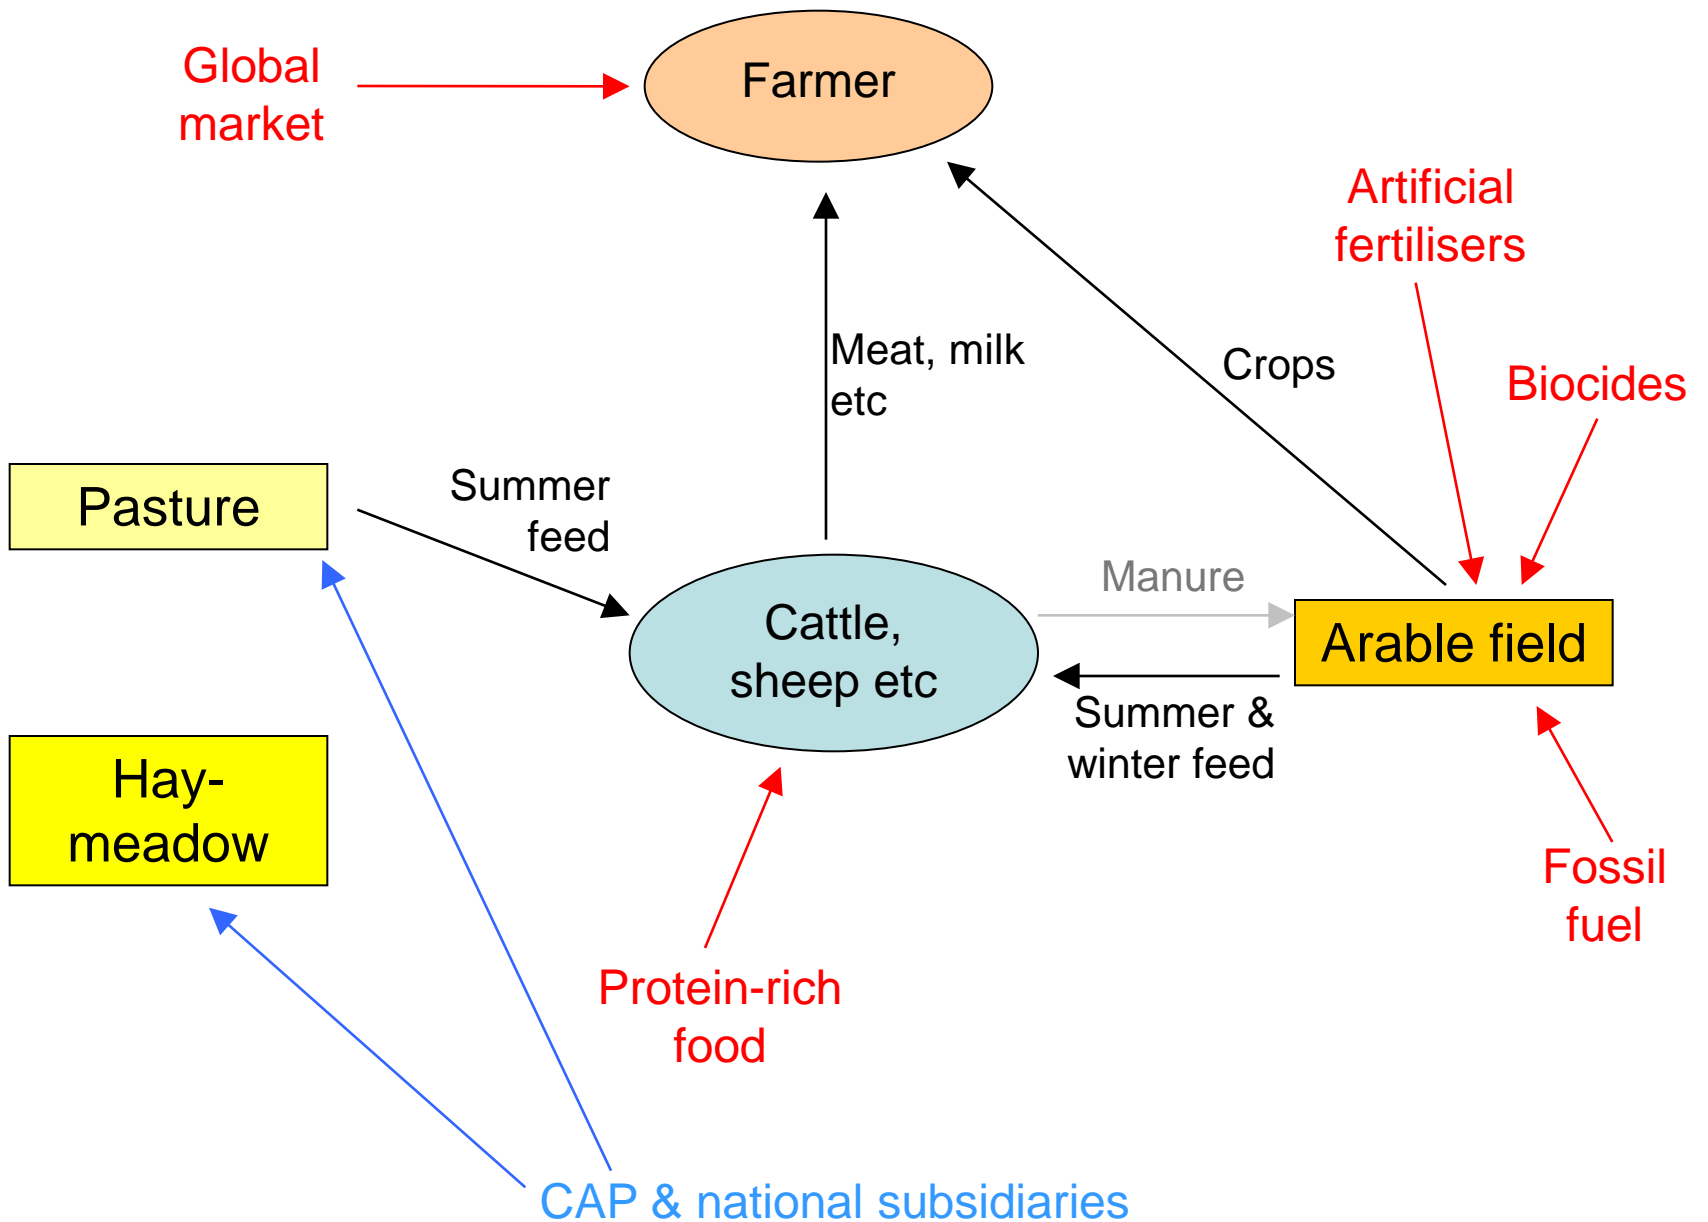 Global
market
Farmer
Artificial
fertilisers
Meat, milk
etc
Crops
Biocides
Pasture
Summer
feed
Cattle,
sheep etc
Manure
Arable field
Summer &
winter feed
Hay-
meadow
Fossil
fuel
Protein-rich
food
CAP & national subsidiaries